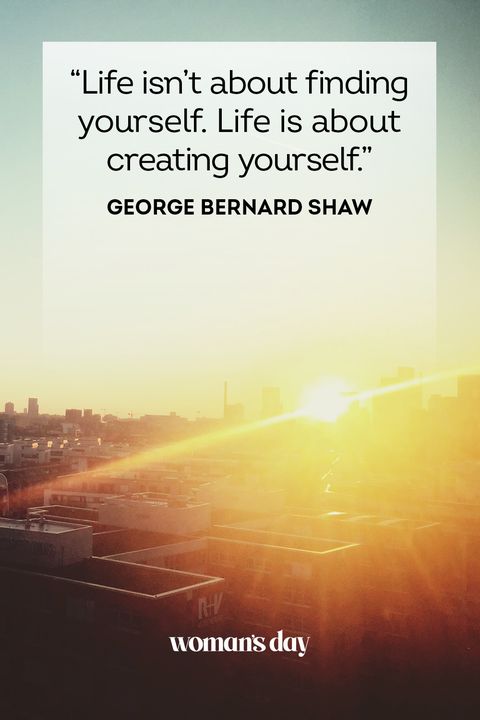 “Life isn’t about finding
yourself. Life is about
creating yourself.”
GEORGE BERNARD SHAW
woman's day